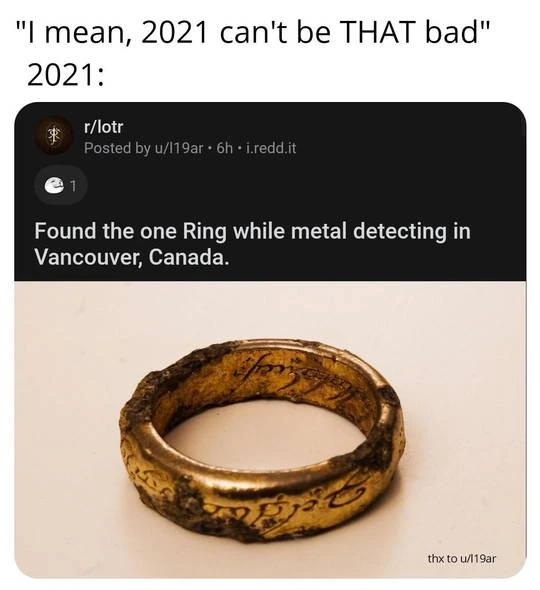 "I mean, 2021 can't be THAT bad"
2021:
r/lotr
Posted by u/l19ar • 6h • i.redd.it
1
Found the one Ring while metal detecting in
Vancouver, Canada.
thx to u/l19ar